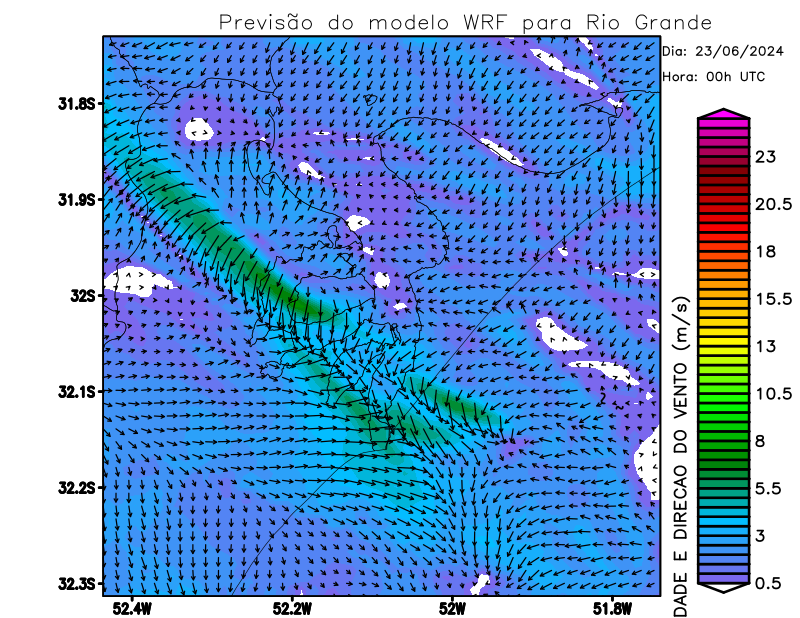 Previsão do modelo WRF para Rio Grande
Dia: 23/06/2024
Hora: 00h UTC
31.8S
31.9S
32S
32.1S
32.2S
32.3S
52.4W
52.2W
52W
51.8W
23
20.5
18
15.5
13
10.5
8
5.5
3
0.5
DADE E DIRECAO DO VENTO (m/s)